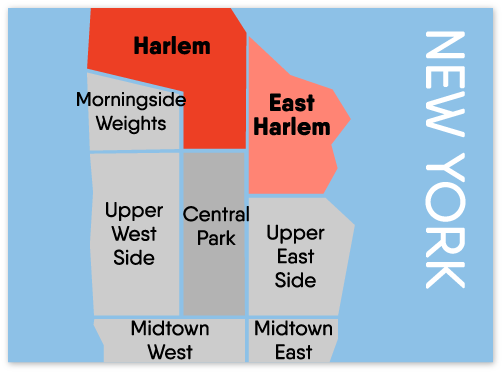 Harlem
Morningside
Weights
East
Harlem
Upper
West
Side
Central
Park
Upper
East
Side
Midtown
West
Midtown
East
NEW YORK